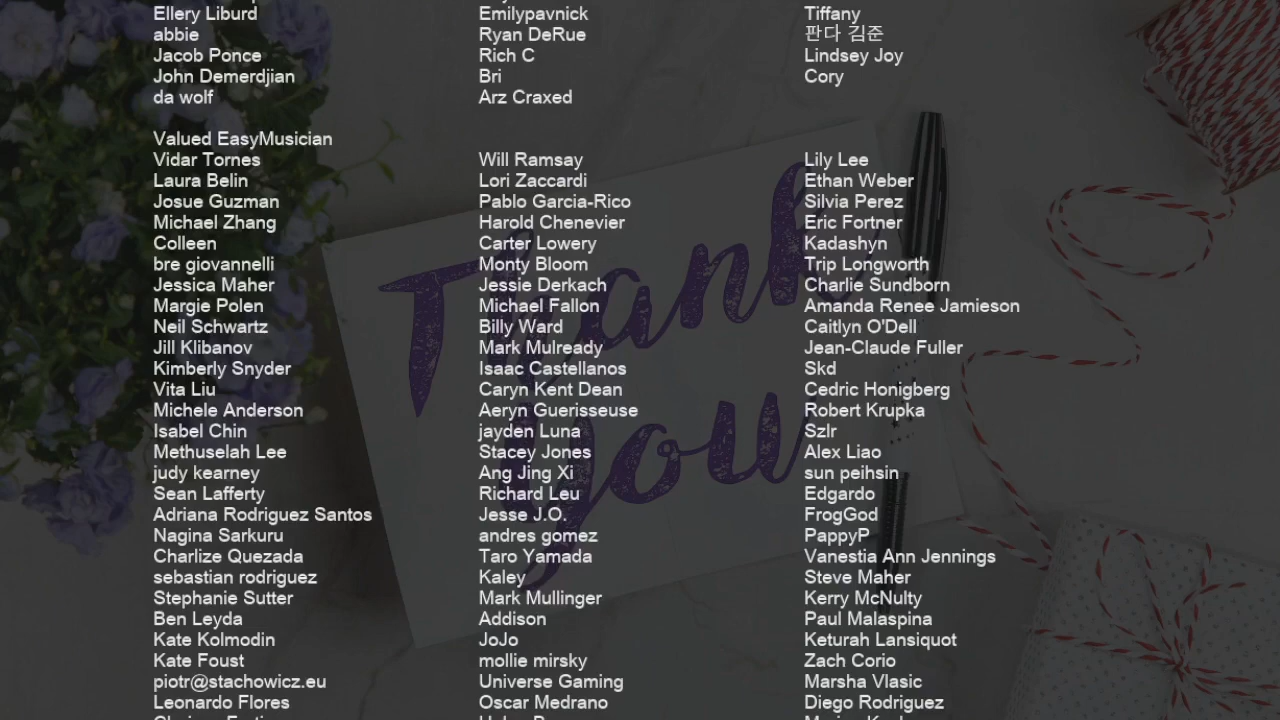 Ellery Liburd
Emilypavnick
Tiffany
abbie
Ryan DeRue
판다 김준
Jacob Ponce
Rich C
Lindsey Joy
John Demerdjian
Bri
Cory
da wolf
Arz Craxed
Valued EasyMusician
Vidar Tornes
Will Ramsay
Lily Lee
Laura Belin
Lori Zaccardi
Ethan Weber
Josue Guzman
Pablo Garcia-Rico
Silvia Perez
Michael Zhang
Harold Chenevier
Eric Fortner
Colleen
Carter Lowery
Kadashyn
bre giovannelli
Monty Bloom
Trip Longworth
Jessica Maher
Jessie Derkach
Charlie Sundborn
Margie Polen
Michael Fallon
Amanda Renee Jamieson
Neil Schwartz
Billy Ward
Caitlyn O'Dell
Jill Klibanov
Mark Mulready
Jean-Claude Fuller
Kimberly Snyder
Isaac Castellanos
Skd
Vita Liu
Caryn Kent Dean
Cedric Honigberg
Michele Anderson
Aeryn Guerisseuse
Robert Krupka
Isabel Chin
jayden Luna
Szlr
Methuselah Lee
Stacey Jones
Alex Liao
judy kearney
Ang Jing Xi
sun peihsin
Sean Lafferty
Richard Leu
Edgardo
Adriana Rodriguez Santos
Jesse J.O.
FrogGod
Nagina Sarkuru
andres gomez
PappyP
Charlize Quezada
Taro Yamada
Vanestia Ann Jennings
sebastian rodriguez
Kaley
Steve Maher
Stephanie Sutter
Mark Mullinger
Kerry McNulty
Ben Leyda
Addison
Paul Malaspina
Kate Kolmodin
JoJo
Keturah Lansiquot
Kate Foust
mollie mirsky
Zach Corio
piotr@stachowicz.eu
Universe Gaming
Marsha Vlasic
Leonardo Flores
Oscar Medrano
Diego Rodriguez
Thank
you